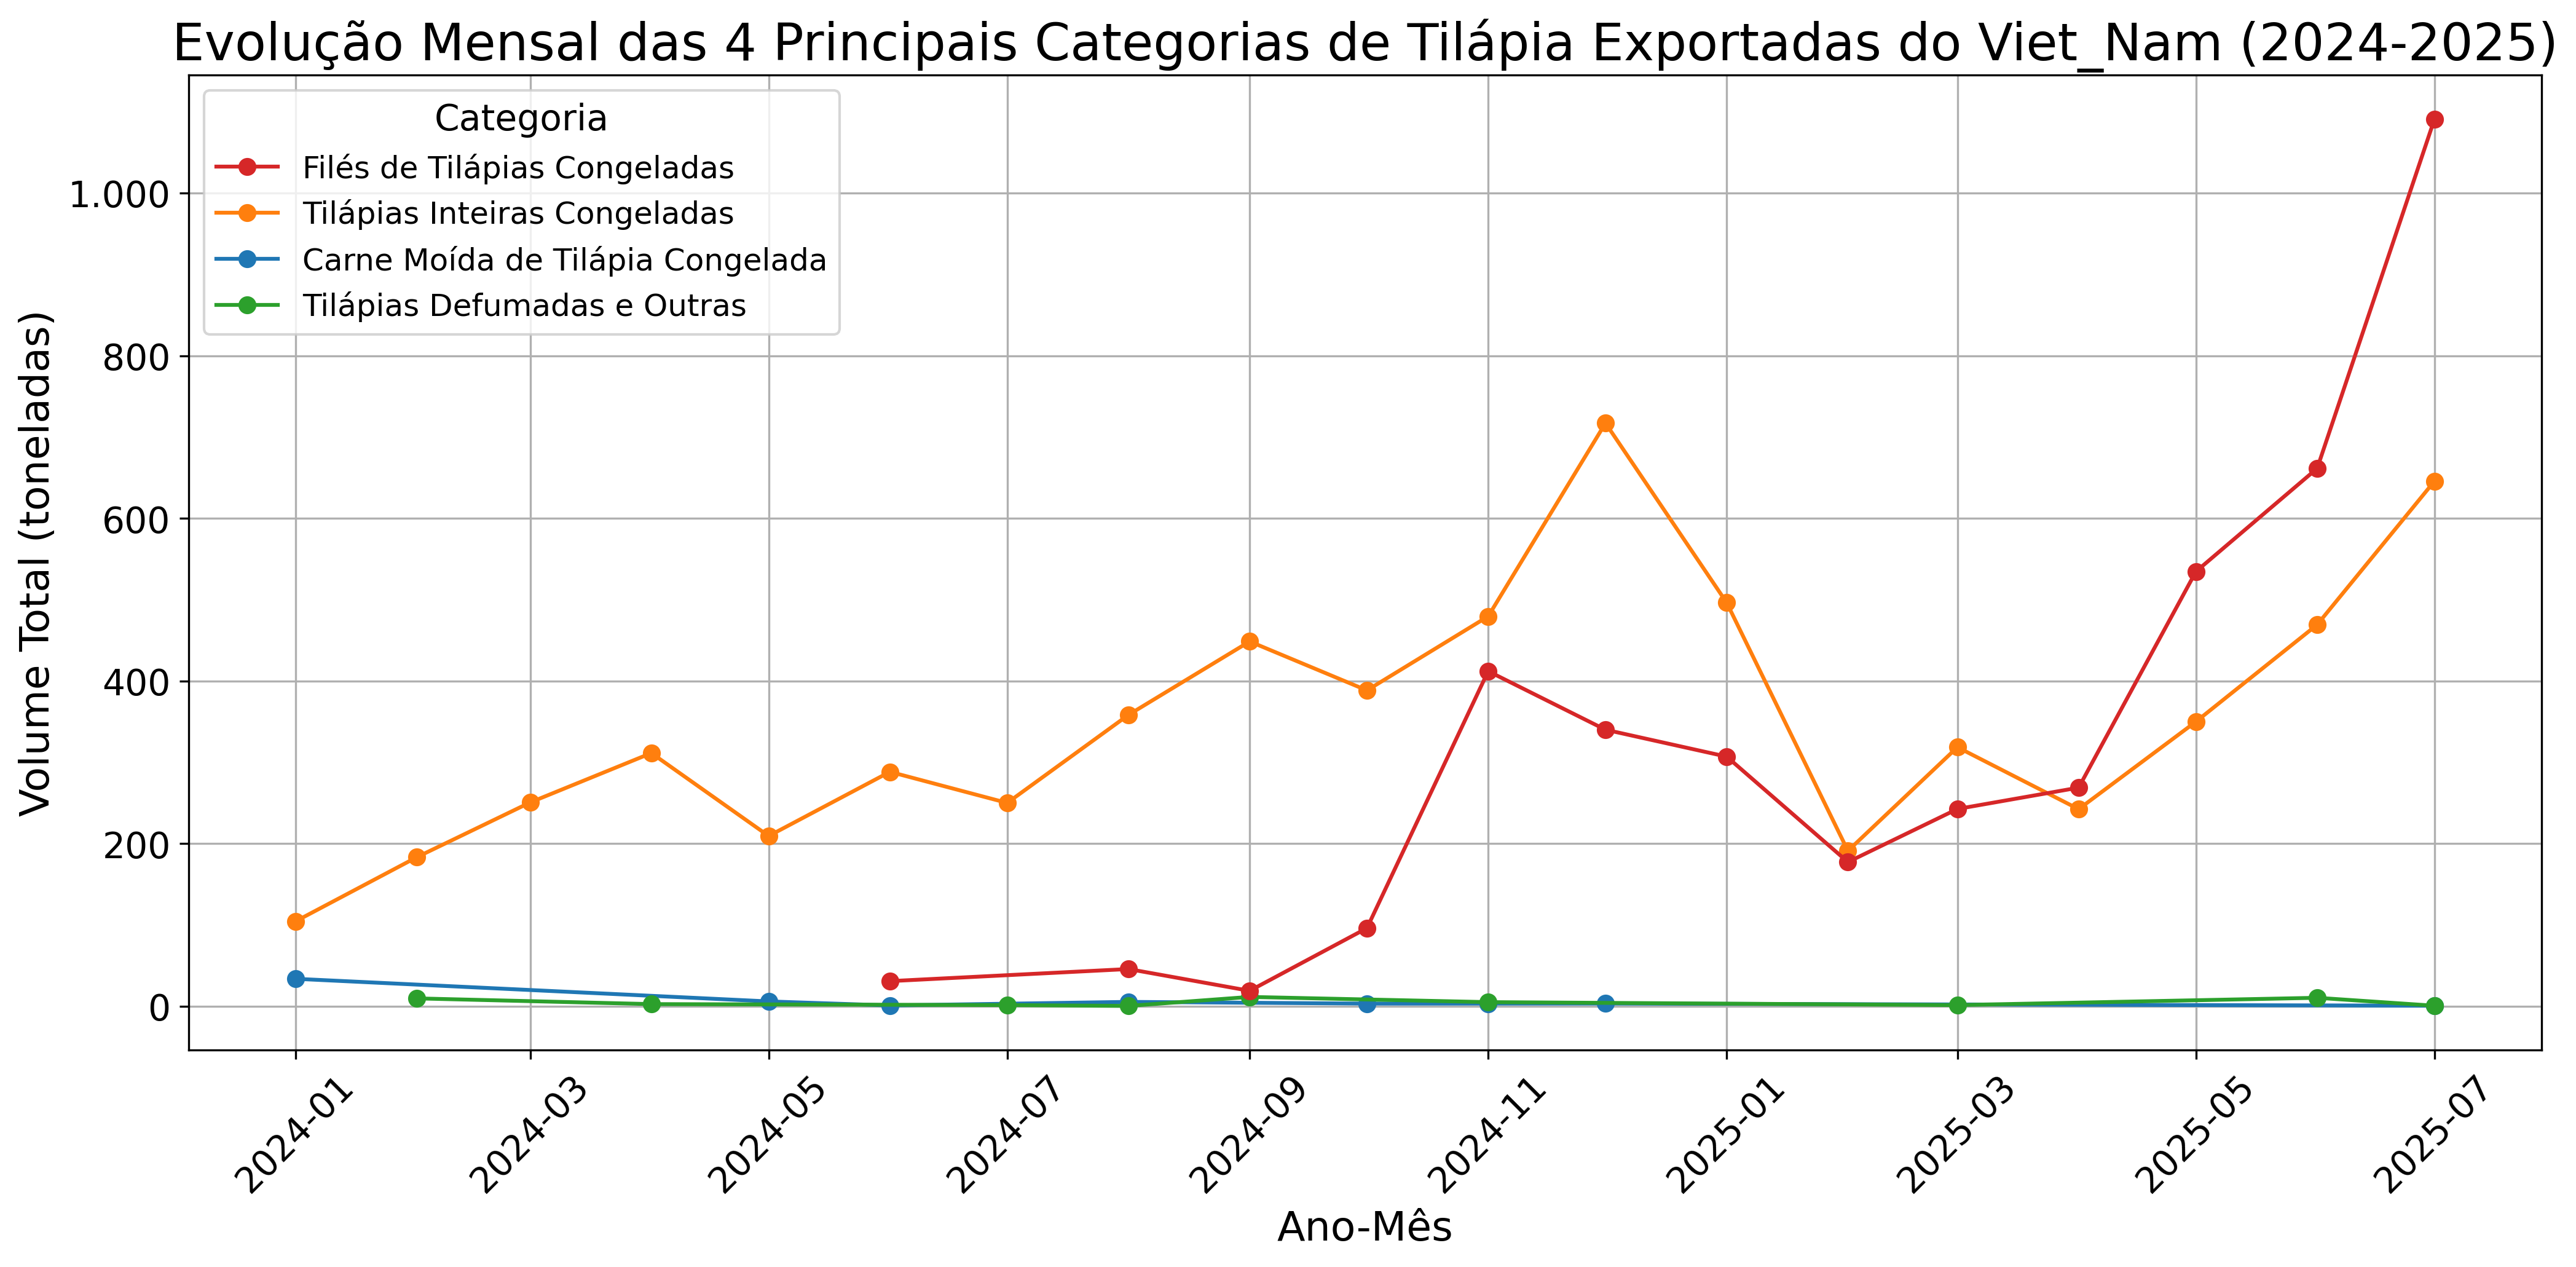 Evolução Mensal das 4 Principais Categorias de Tilápia Exportadas do Viet_Nam (2024-2025)
Categoria
Filés de Tilápias Congeladas
Tilápias Inteiras Congeladas
Carne Moída de Tilápia Congelada
Tilápias Defumadas e Outras
Volume Total (toneladas)
1.000
800
600
400
200
0
2024-01
2024-03
2024-05
2024-07
2024-09
2024-11
2025-01
2025-03
2025-05
2025-07
Ano-Mês